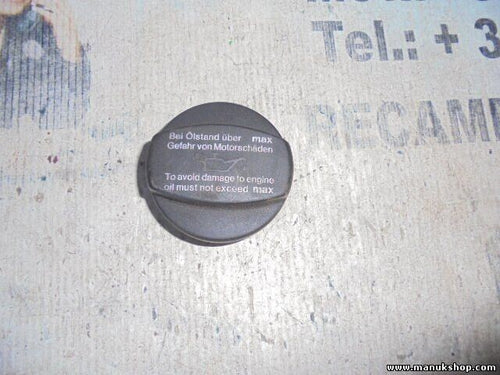 Tel.: + 3
RECAM
Bei Ölstand über max
Gefahr von Motorschäden
To avoid damage to engine
oil must not exceed max
www.manukshop.com